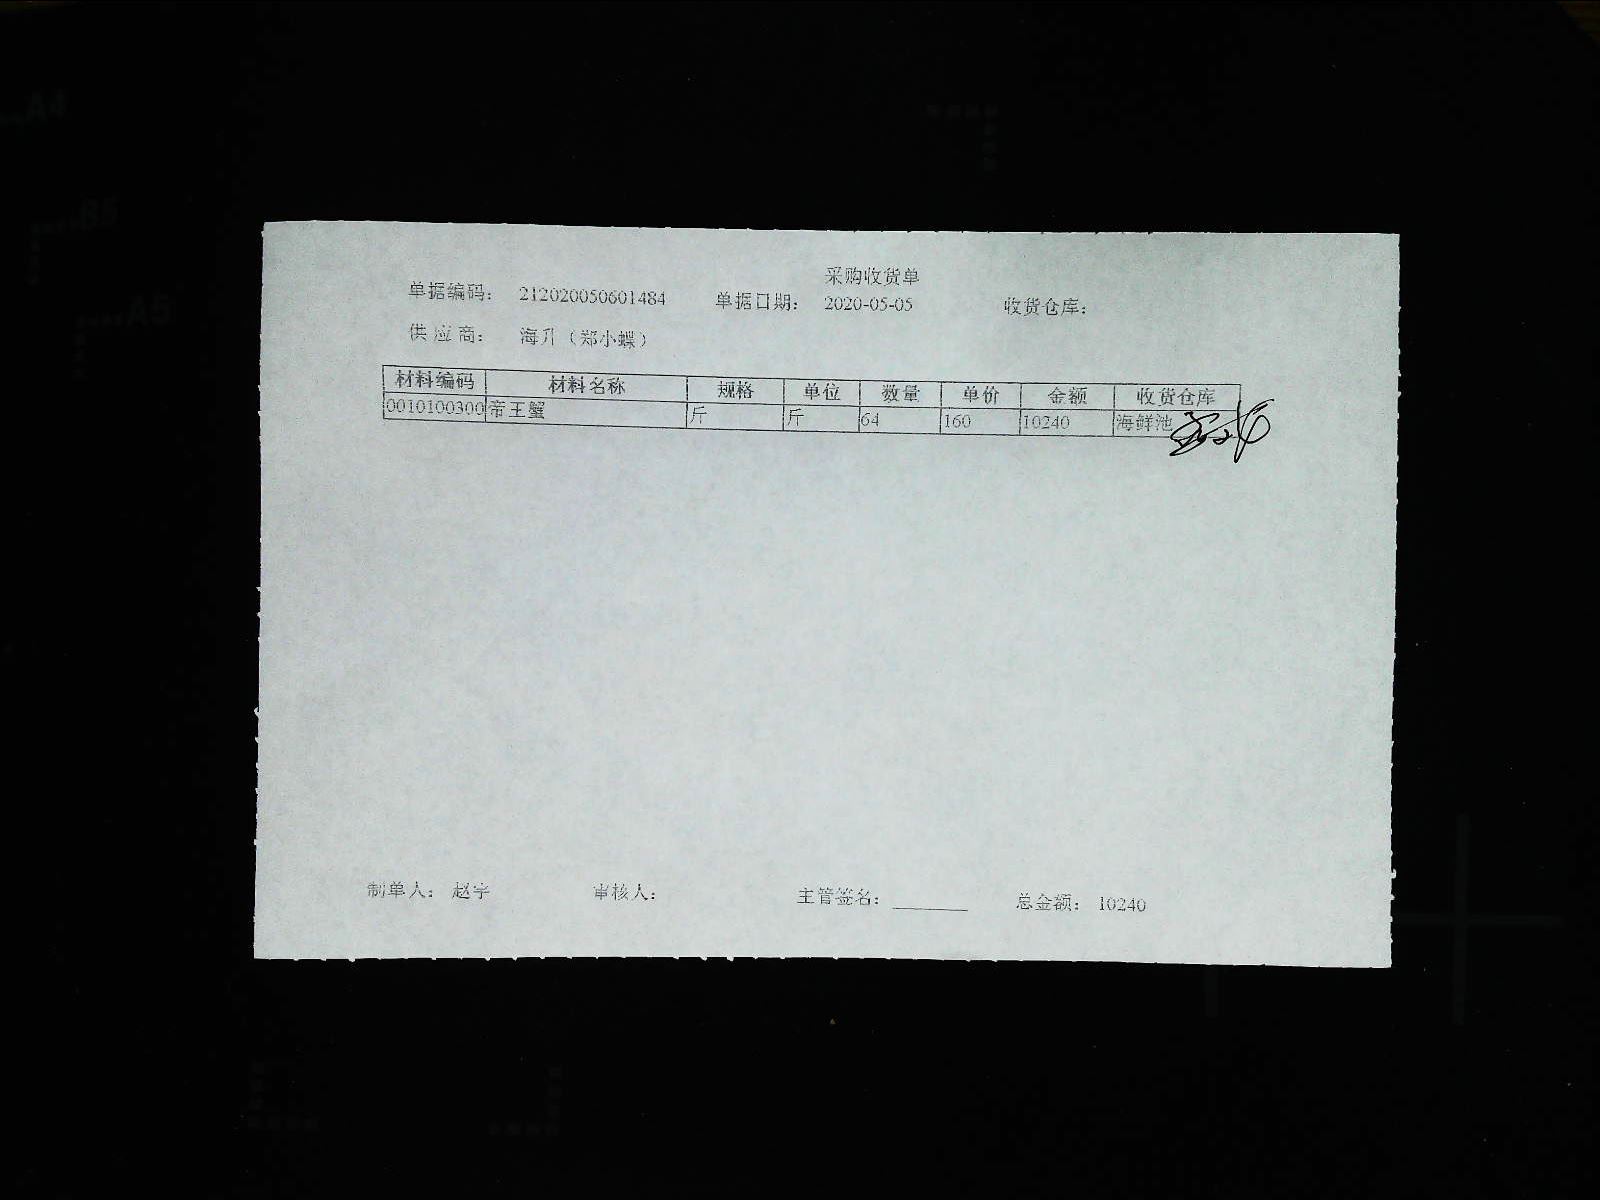 采购收货单
单据编码： 212020050601484 单据日期： 2020-05-05 收货仓库：
供 应 商： 海升（郑小蝶）
材料编码 材料名称 规格 单位 数量 单价 金额 收货仓库
0010100300 帝王蟹 斤 斤 64 160 10240 海鲜池
制单人： 赵宇 审核人： 主管签名： 总金额： 10240
A4
B5
A5